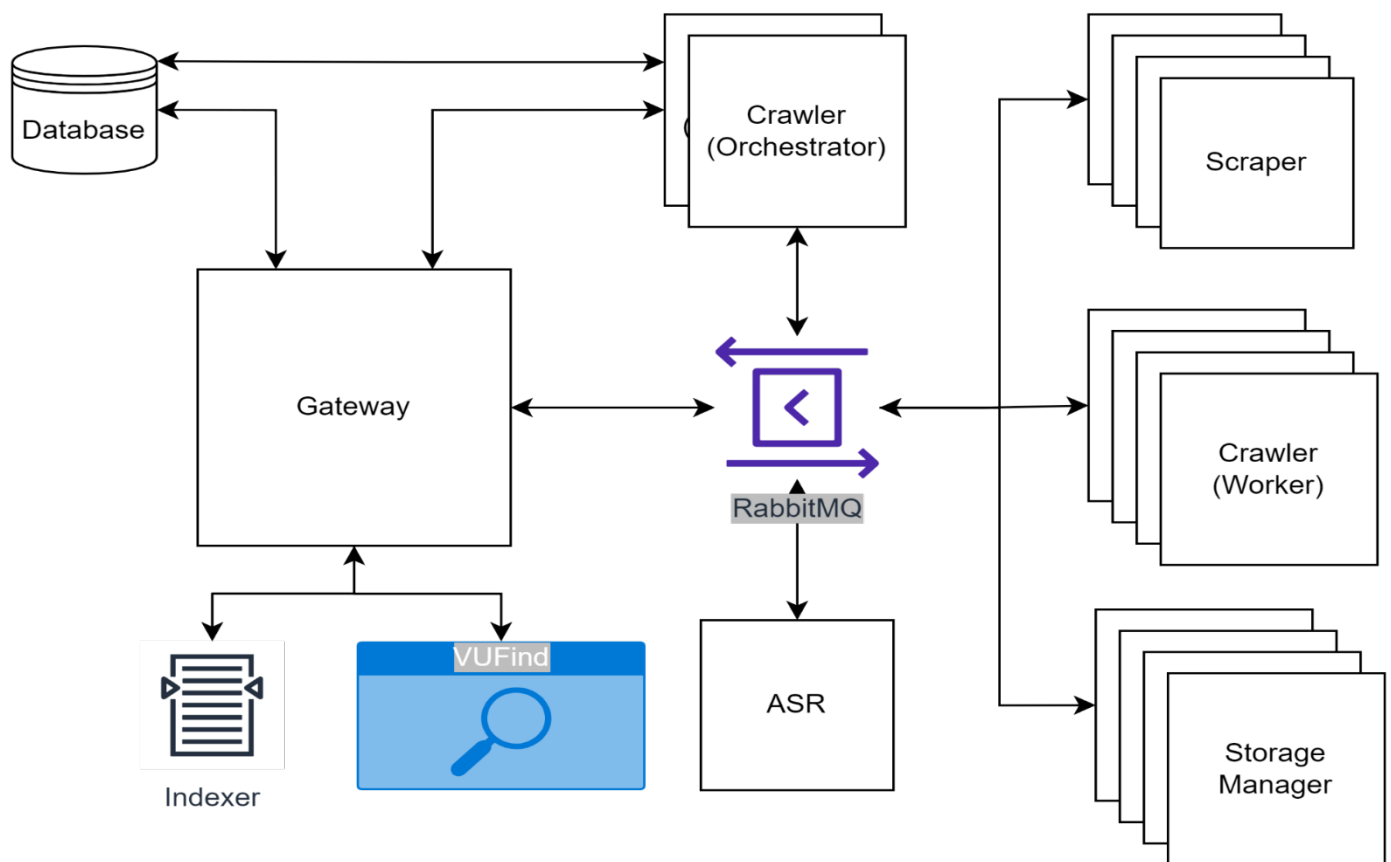 Database
Crawler
(Orchestrator)
Scraper
Gateway
Crawler
(Worker)
RabbitMQ
VUFind
ASR
Storage
Manager
Indexer